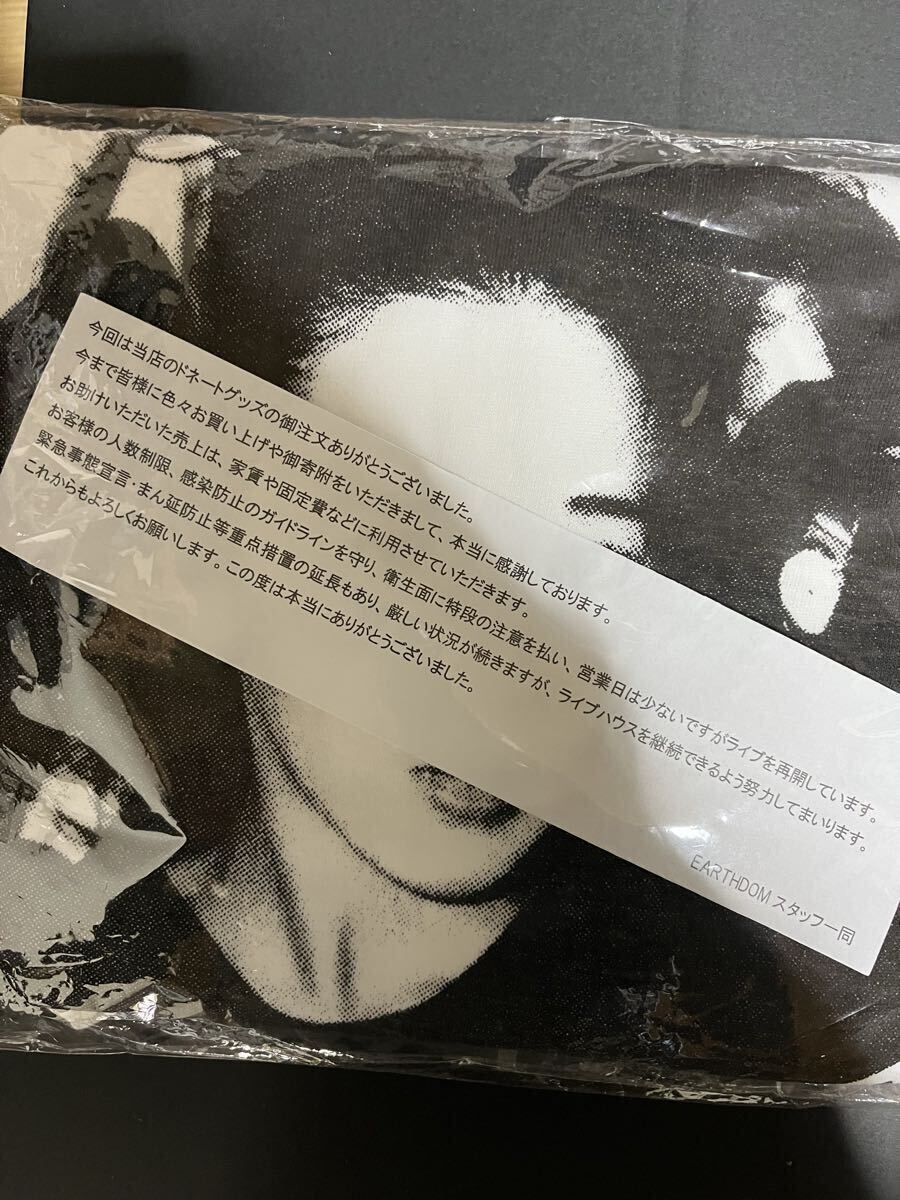 今回は当店のドネートグッズの御注文ありがとうございました。
今まで皆様に色々お買い上げや御寄附をいただきまして、本当に感謝しております。
お助けいただいた売上は、家賃や固定費などに利用させていただきます。
お客様の人数制限、感染防止のガイドラインを守り、衛生面に特段の注意を払い、営業日は少ないですがライブを再開しています。
緊急事態宣言・まん延防止等重点措置の延長もあり、厳しい状況が続きますが、ライブハウスを継続できるよう努力してまいります。
これからもよろしくお願いします。この度は本当にありがとうございました。
EARTHDOM スタッフ一同